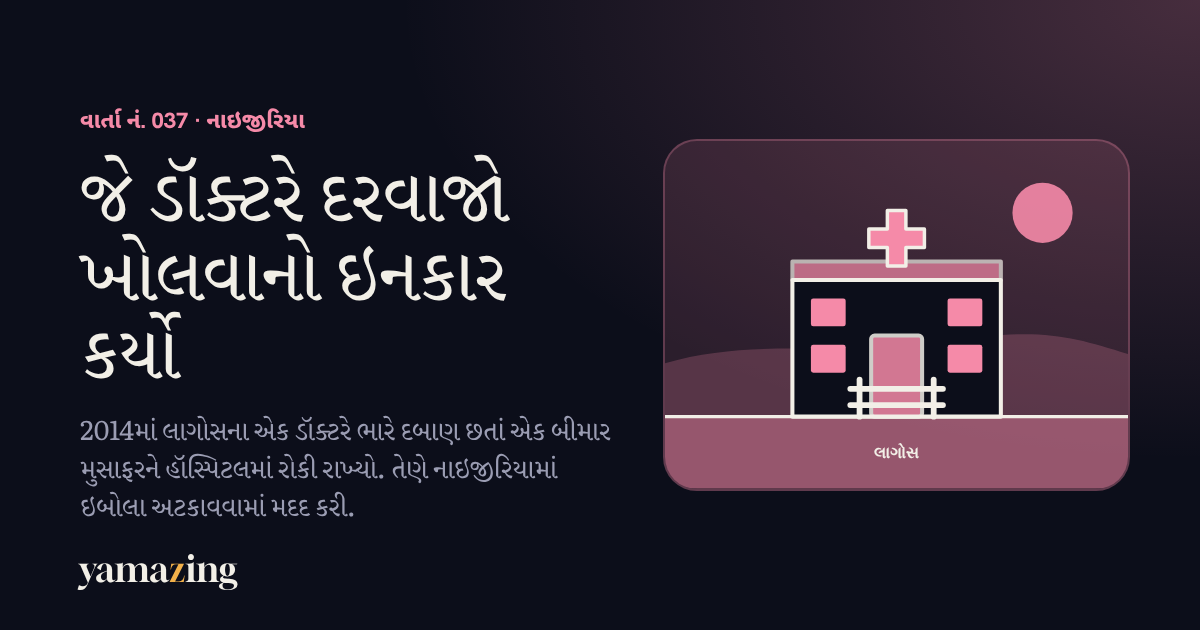 વાર્તા નં. 037 · નાઇજીરિયા
જે ડૉક્ટરે દરવાજો
ખોલવાનો ઇનકાર
કર્યો
2014માં લાગોસના એક ડૉક્ટરે ભારે દબાણ છતાં એક બીમાર
મુસાફરને હૉસ્પિટલમાં રોકી રાખ્યો. તેણે નાઇજીરિયામાં
ઇબોલા અટકાવવામાં મદદ કરી.
yamazing
લાગોસ